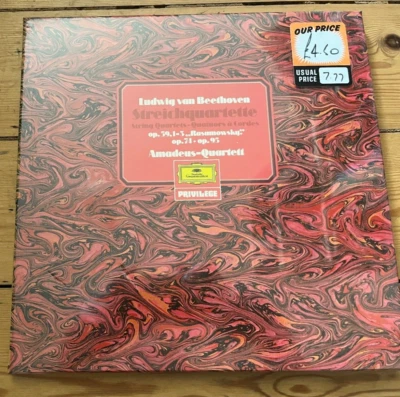 OUR PRICE
£4.40
USUAL
PRICE
7.77
Ludwig van Beethoven
Streichquartette
String Quartets · Quatuors à Cordes
op. 59, 1-3 „Rasumowsky“
op. 74 · op. 95
Amadeus-Quartett
PRIVILEGE